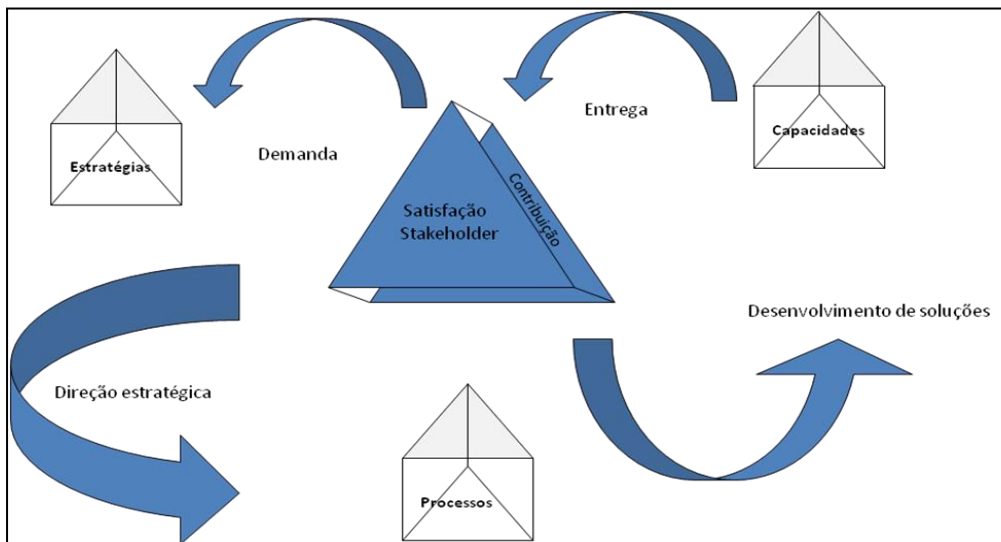 Entrega
Capacidades
Estratégias
Demanda
Satisfação
Stakeholder
Contribuição
Desenvolvimento de soluções
Direção estratégica
Processos